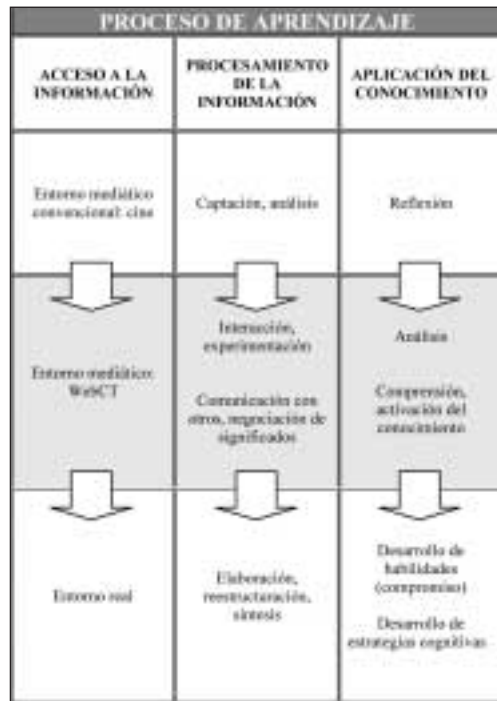 PROCESO DE APRENDIZAJE
ACCESO A LA
INFORMACIÓN
PROCESAMIENTO
DE LA
INFORMACIÓN
APLICACIÓN DEL
CONOCIMIENTO
Entorno mediático
convencional: cine
Captación, análisis
Reflexión
Entorno mediático:
WebCT
Interacción,
experimentación
Comunicación con
otros, negociación de
significados
Análisis
Comprensión,
activación del
conocimiento
Entorno real
Elaboración,
reestructuración,
síntesis
Desarrollo de
habilidades
(compromiso)
Desarrollo de
estrategias cognitivas